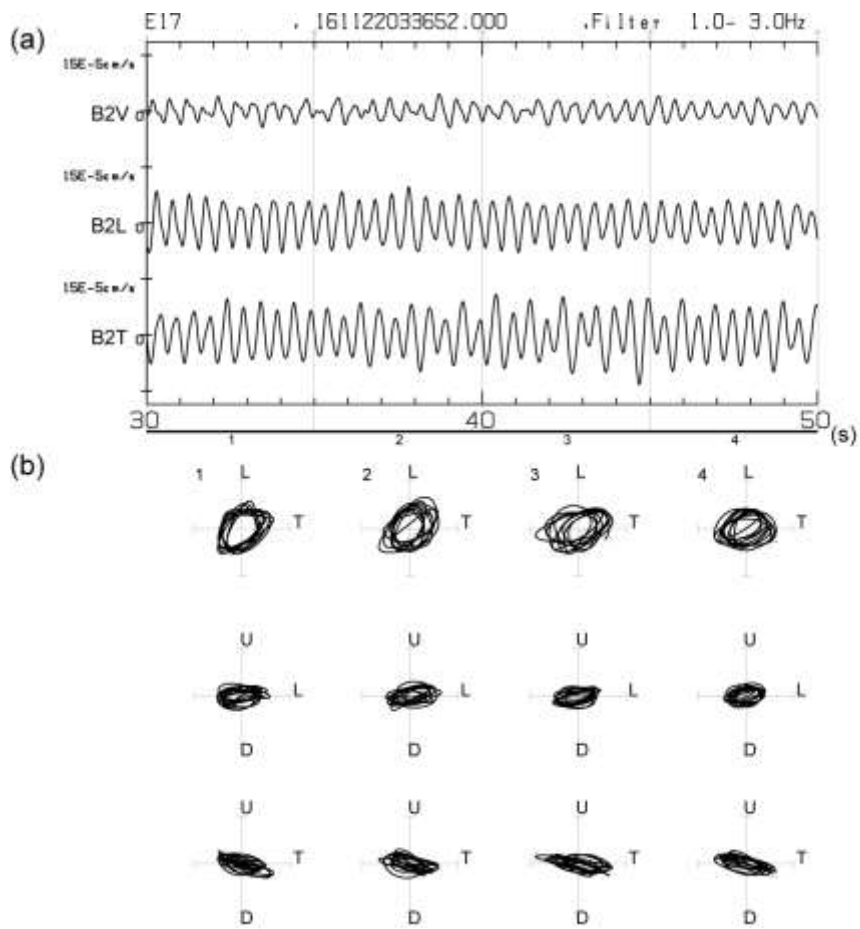 E17 , 161122033652.000 ,Filter 1.0- 3.0Hz
(a)
15E-5cm/s
B2V σ
15E-5cm/s
B2L σ
15E-5cm/s
B2T σ
30 40 50 (s)
1 2 3 4
(b)
1 L 2 L 3 L 4 L
T T T T
U U U U
L L L L
D D D D
U U U U
T T T T
D D D D